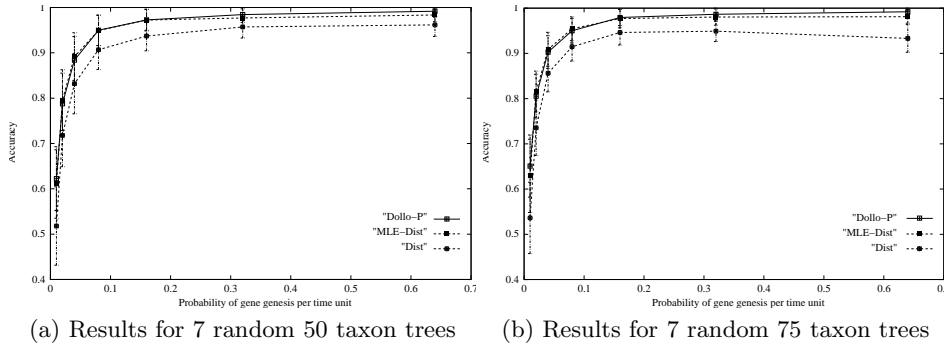 1
0.9
0.8
0.7
0.6
0.5
0.4
Accuracy
0 0.1 0.2 0.3 0.4 0.5 0.6 0.7
Probability of gene genesis per time unit
"Dollo−P"
"MLE−Dist"
"Dist"
(a) Results for 7 random 50 taxon trees
1
0.9
0.8
0.7
0.6
0.5
0.4
Accuracy
0 0.1 0.2 0.3 0.4 0.5 0.6
Probability of gene genesis per time unit
"Dollo−P"
"MLE−Dist"
"Dist"
(b) Results for 7 random 75 taxon trees